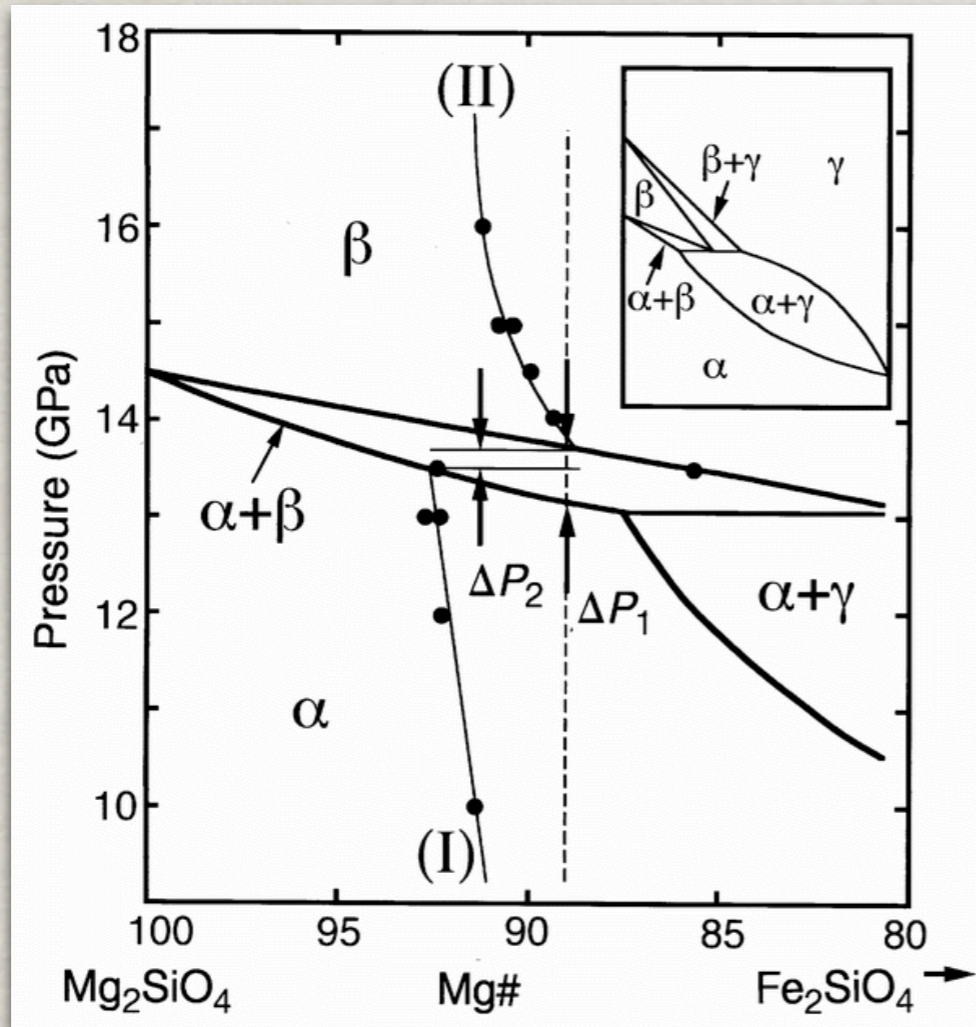 18
(II)
β+γ
γ
β
16
β
α+β
α+γ
α
14
Pressure (GPa)
α+β
ΔP₂
ΔP₁
α+γ
12
α
10
(I)
100 95 90 85 80
Mg₂SiO₄ Mg# Fe₂SiO₄